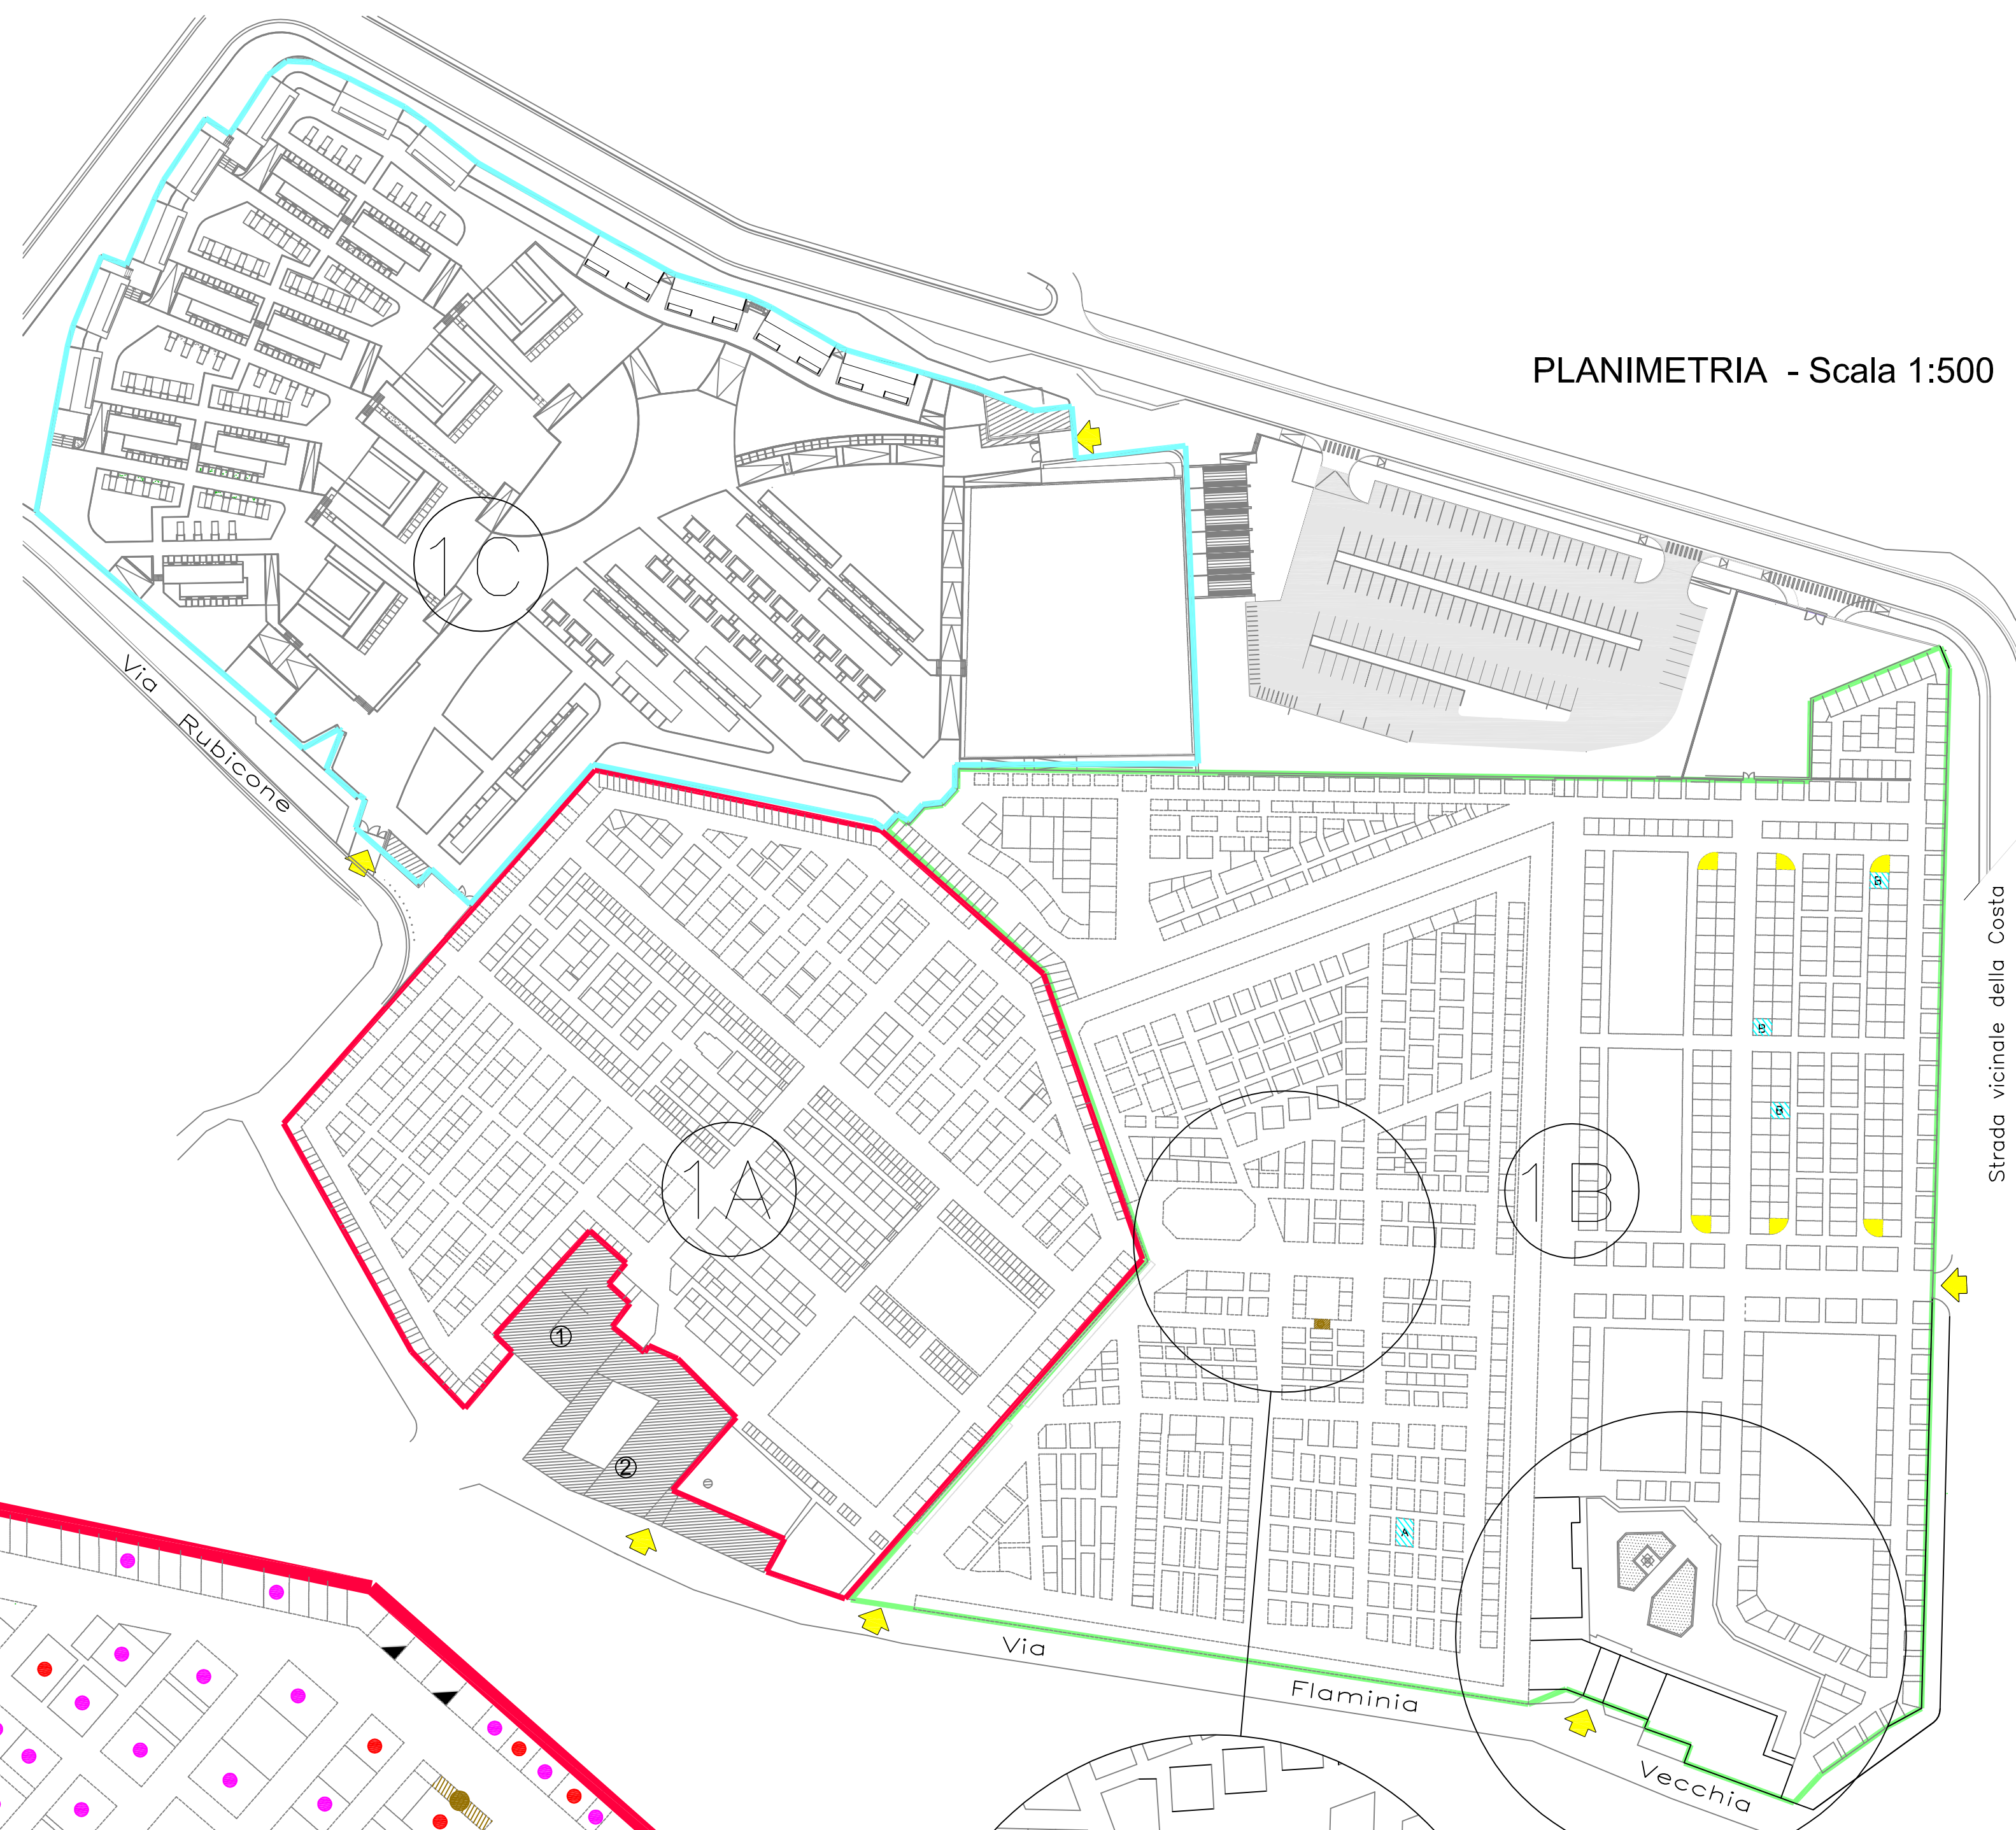 PLANIMETRIA - Scala 1:500
1C
Via Rubicone
B
Strada vicinale della Costa
B
B
1A
1B
1
2
A
Via Flaminia Vecchia